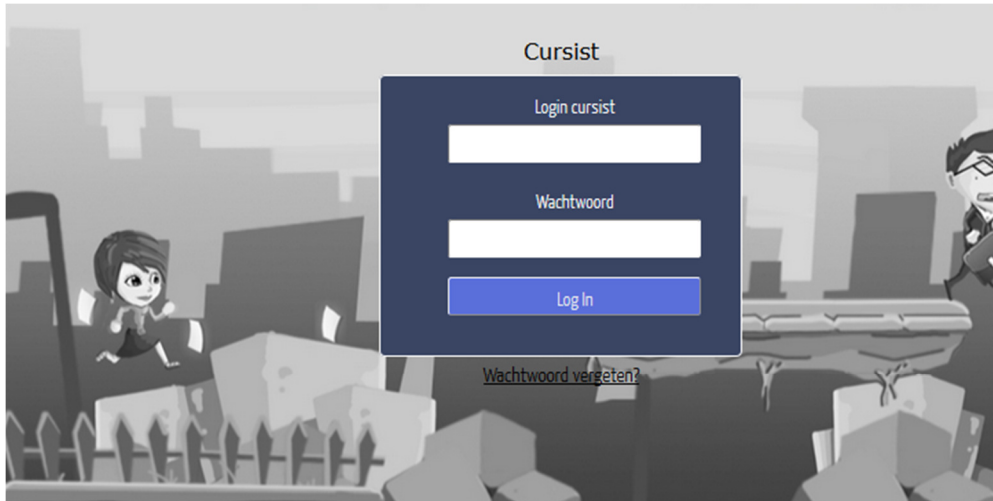 Cursist
Login cursist
Wachtwoord
Log In
Wachtwoord vergeten?